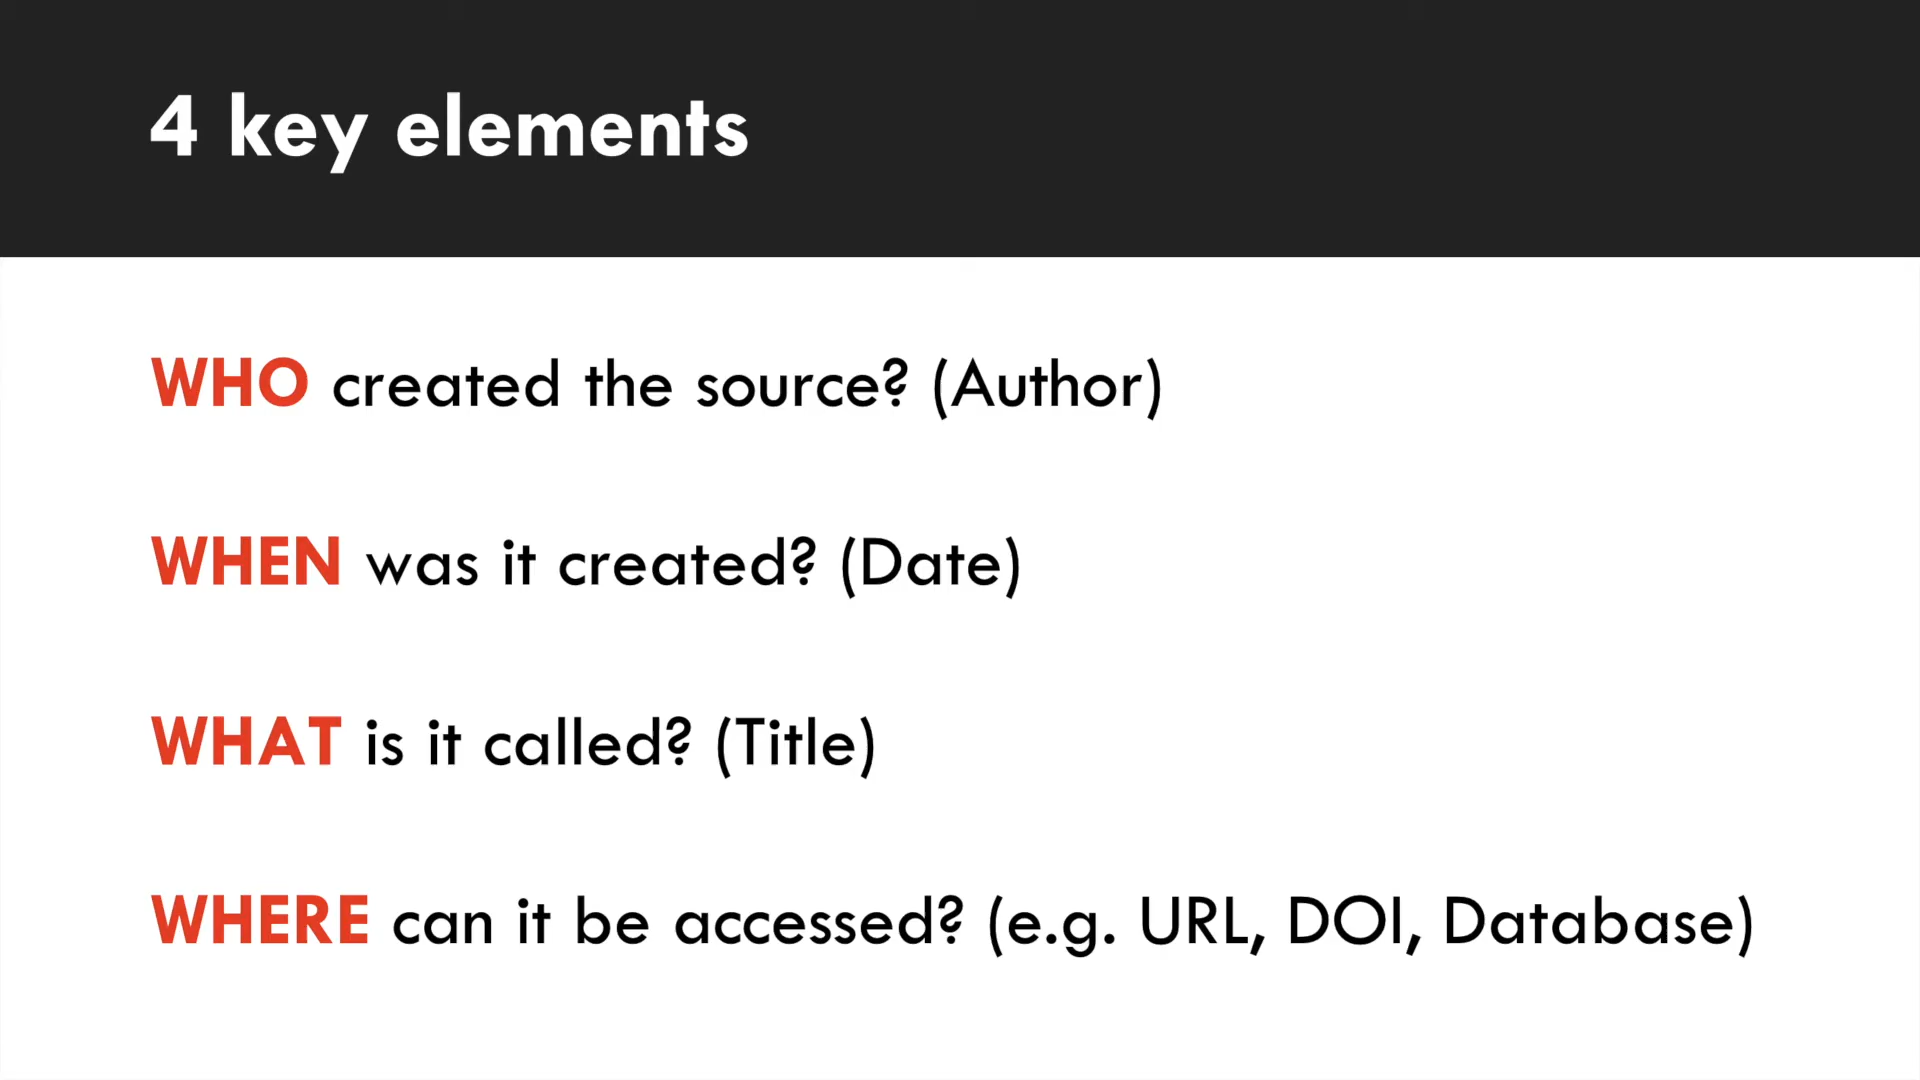 4 key elements
WHO created the source? (Author)
WHEN was it created? (Date)
WHAT is it called? (Title)
WHERE can it be accessed? (e.g. URL, DOI, Database)